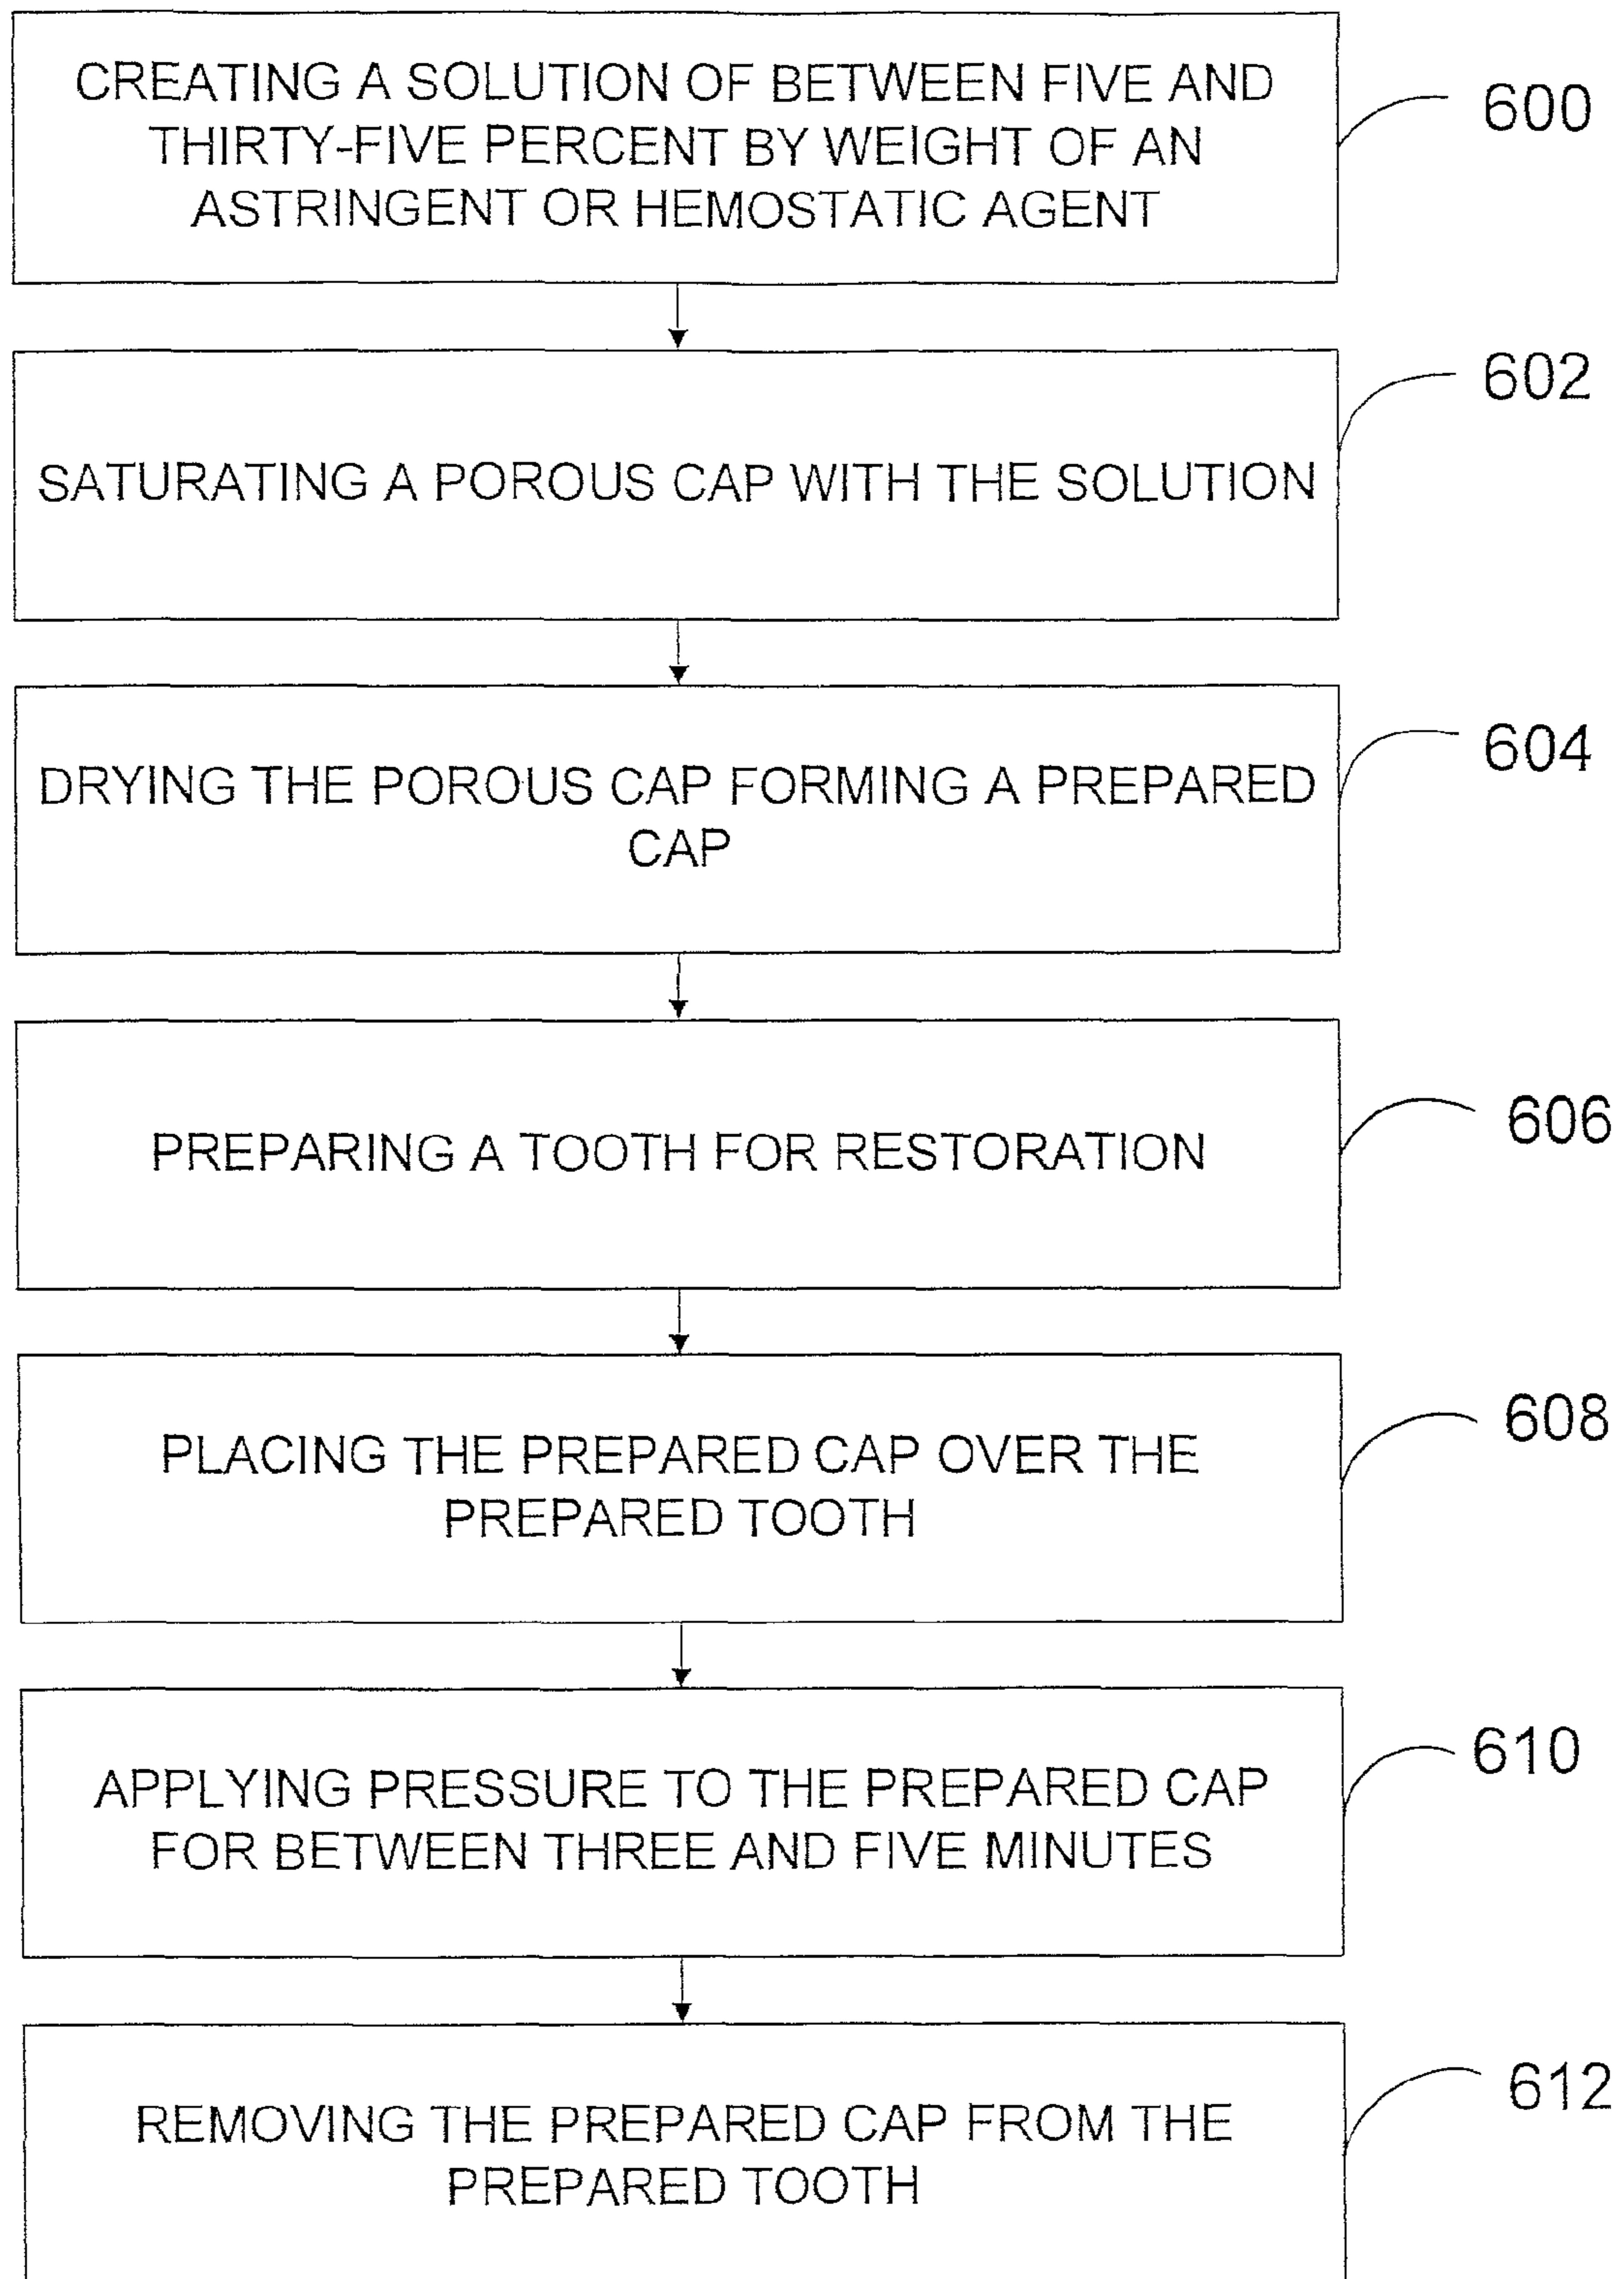 CREATING A SOLUTION OF BETWEEN FIVE AND
THIRTY-FIVE PERCENT BY WEIGHT OF AN
ASTRINGENT OR HEMOSTATIC AGENT
600
SATURATING A POROUS CAP WITH THE SOLUTION
602
DRYING THE POROUS CAP FORMING A PREPARED
CAP
604
PREPARING A TOOTH FOR RESTORATION
606
PLACING THE PREPARED CAP OVER THE
PREPARED TOOTH
608
APPLYING PRESSURE TO THE PREPARED CAP
FOR BETWEEN THREE AND FIVE MINUTES
610
REMOVING THE PREPARED CAP FROM THE
PREPARED TOOTH
612